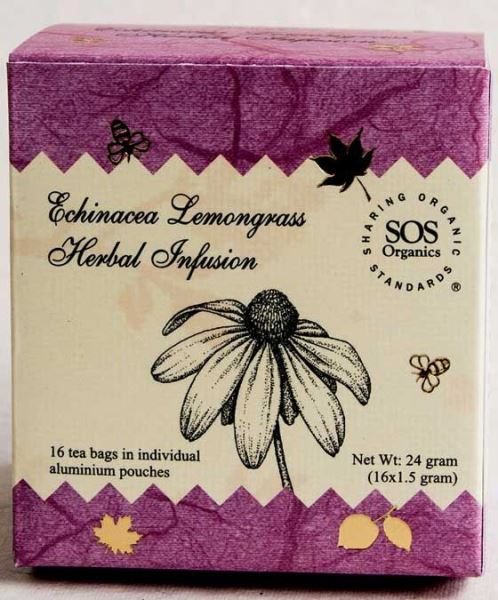 Echinacea Lemongrass
Herbal Infusion
SHARING ORGANIC
SOS
Organics
STANDARDS ®
16 tea bags in individual
aluminium pouches
Net Wt: 24 gram
(16x1.5 gram)